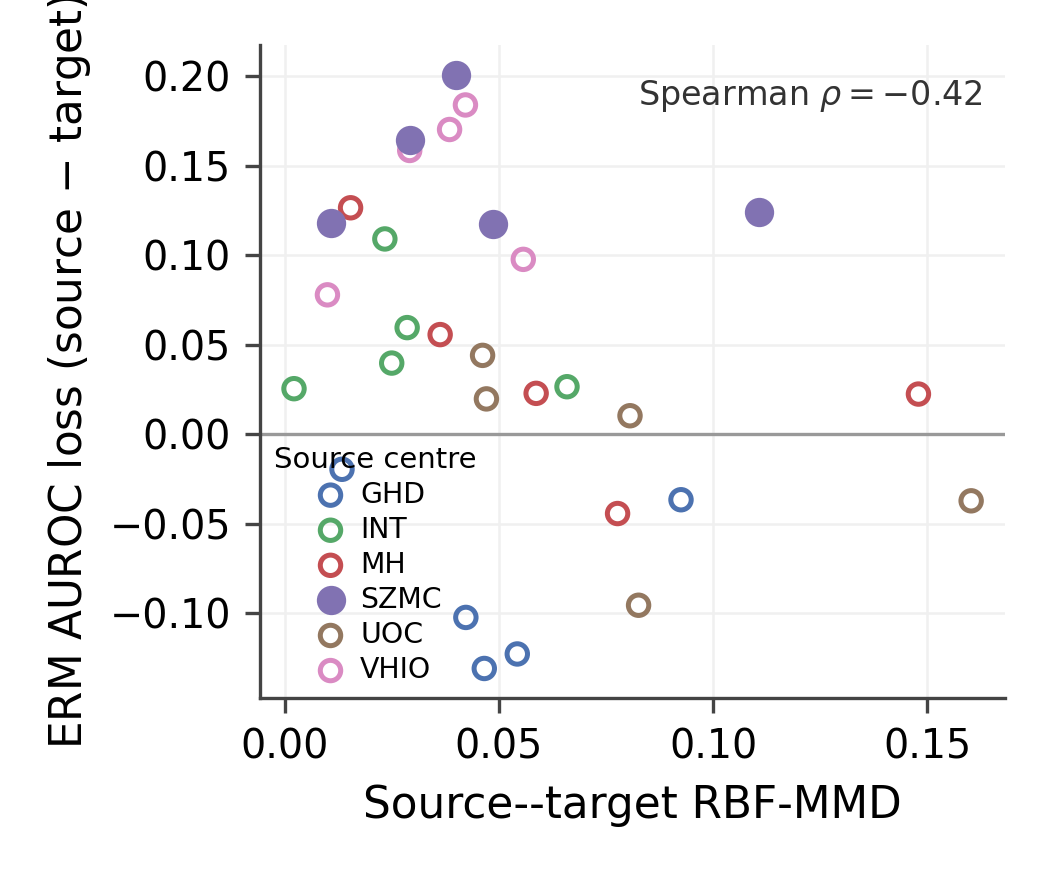 ERM AUROC loss (source − target)
0.20
0.15
0.10
0.05
0.00
−0.05
−0.10
Spearman ρ = −0.42
Source centre
GHD
INT
MH
SZMC
UOC
VHIO
0.00 0.05 0.10 0.15
Source--target RBF-MMD